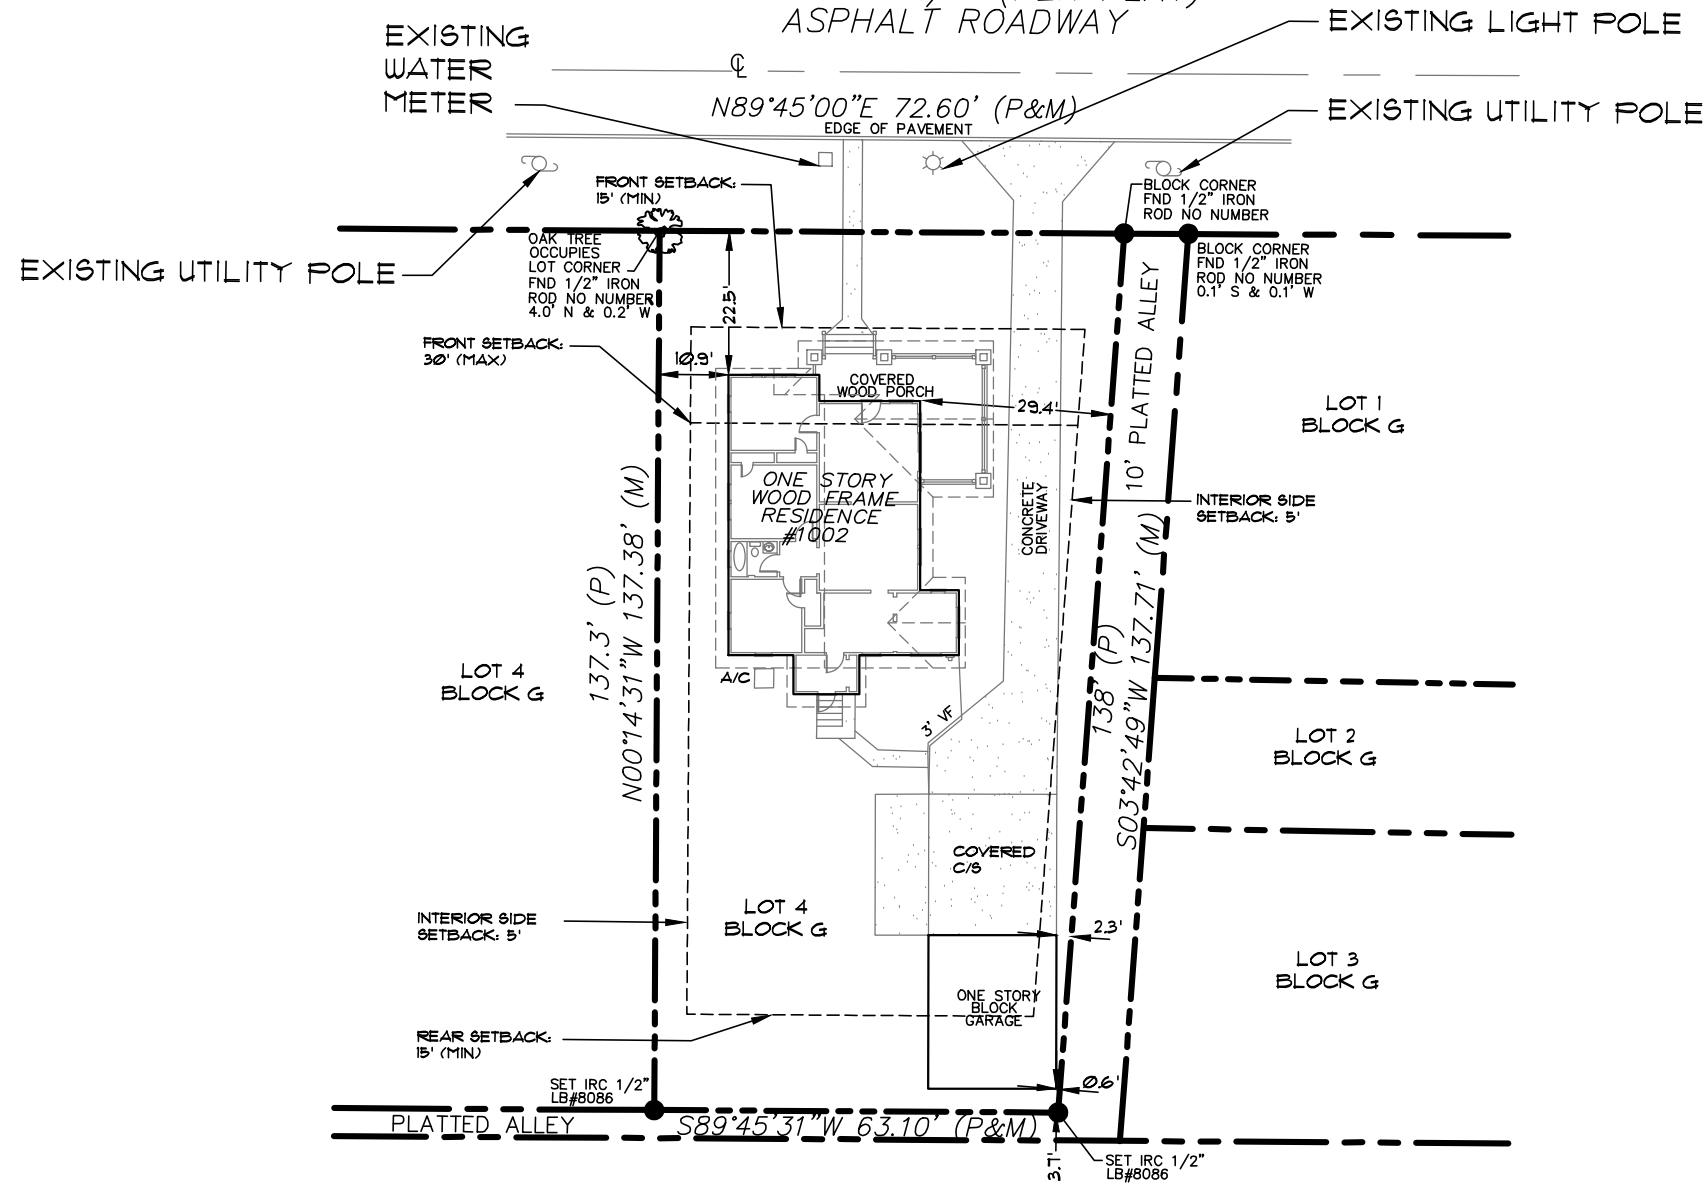 ASPHALT ROADWAY
EXISTING LIGHT POLE
EXISTING
WATER
METER
℄
N89°45'00"E 72.60' (P&M)
EDGE OF PAVEMENT
EXISTING UTILITY POLE
FRONT SETBACK:
15' (MIN)
BLOCK CORNER
FND 1/2" IRON
ROD NO NUMBER
OAK TREE
OCCUPIES
LOT CORNER
FND 1/2" IRON
ROD NO NUMBER
4.0' N & 0.2' W
EXISTING UTILITY POLE
BLOCK CORNER
FND 1/2" IRON
ROD NO NUMBER
0.1' S & 0.1' W
22.5'
10' PLATTED ALLEY
FRONT SETBACK:
30' (MAX)
10.9'
COVERED
WOOD PORCH
29.4'
LOT 1
BLOCK G
ONE STORY
WOOD FRAME
RESIDENCE
#1002
CONCRETE
DRIVEWAY
INTERIOR SIDE
SETBACK: 5'
137.3' (P)
N00°14'31"W 137.38' (M)
138' (P)
S03°42'49"W 137.71' (M)
LOT 4
BLOCK G
A/C
3' VF
LOT 2
BLOCK G
COVERED
C/S
LOT 4
BLOCK G
INTERIOR SIDE
SETBACK: 5'
2.3'
LOT 3
BLOCK G
ONE STORY
BLOCK
GARAGE
REAR SETBACK:
15' (MIN)
SET IRC 1/2"
LB#8086
0.6'
PLATTED ALLEY
S89°45'31"W 63.10' (P&M)
3.7'
SET IRC 1/2"
LB#8086